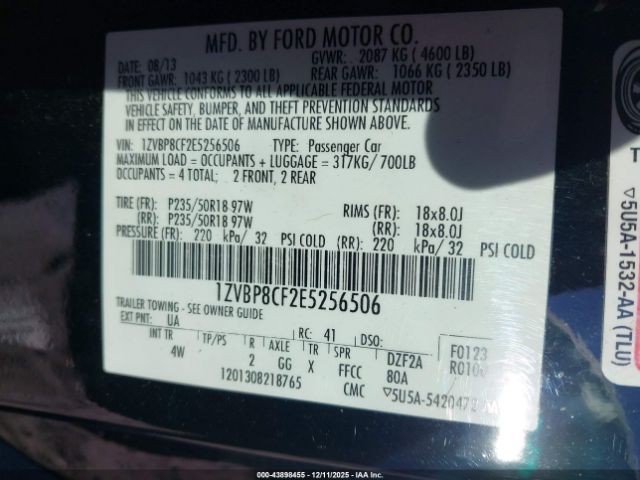 MFD. BY FORD MOTOR CO.
DATE: 08/13 GVWR: 2087 KG ( 4600 LB)
FRONT GAWR: 1043 KG ( 2300 LB) REAR GAWR: 1066 KG ( 2350 LB)
THIS VEHICLE CONFORMS TO ALL APPLICABLE FEDERAL MOTOR
VEHICLE SAFETY, BUMPER, AND THEFT PREVENTION STANDARDS
IN EFFECT ON THE DATE OF MANUFACTURE SHOWN ABOVE.
VIN: 1ZVBP8CF2E5256506 TYPE: Passenger Car
MAXIMUM LOAD = OCCUPANTS + LUGGAGE = 317KG/ 700LB
OCCUPANTS = 4 TOTAL; 2 FRONT, 2 REAR
TIRE (FR): P235/50R18 97W RIMS (FR): 18x8.0J
(RR): P235/50R18 97W (RR): 18x8.0J
PRESSURE (FR): 220 kPa/ 32 PSI COLD (RR): 220 kPa/ 32 PSI COLD
1ZVBP8CF2E5256506
TRAILER TOWING - SEE OWNER GUIDE
EXT PNT: UA RC: 41 DSO: F0123
INT TR TP/PS R AXLE TR SPR DZF2A
4W 2 GG X FCC 80A
1201308218765 CMC ▽5U5A-5420472
▽5U5A-1532-AA (TLU)
000-43898455 - 12/11/2025 - IAAI.COM